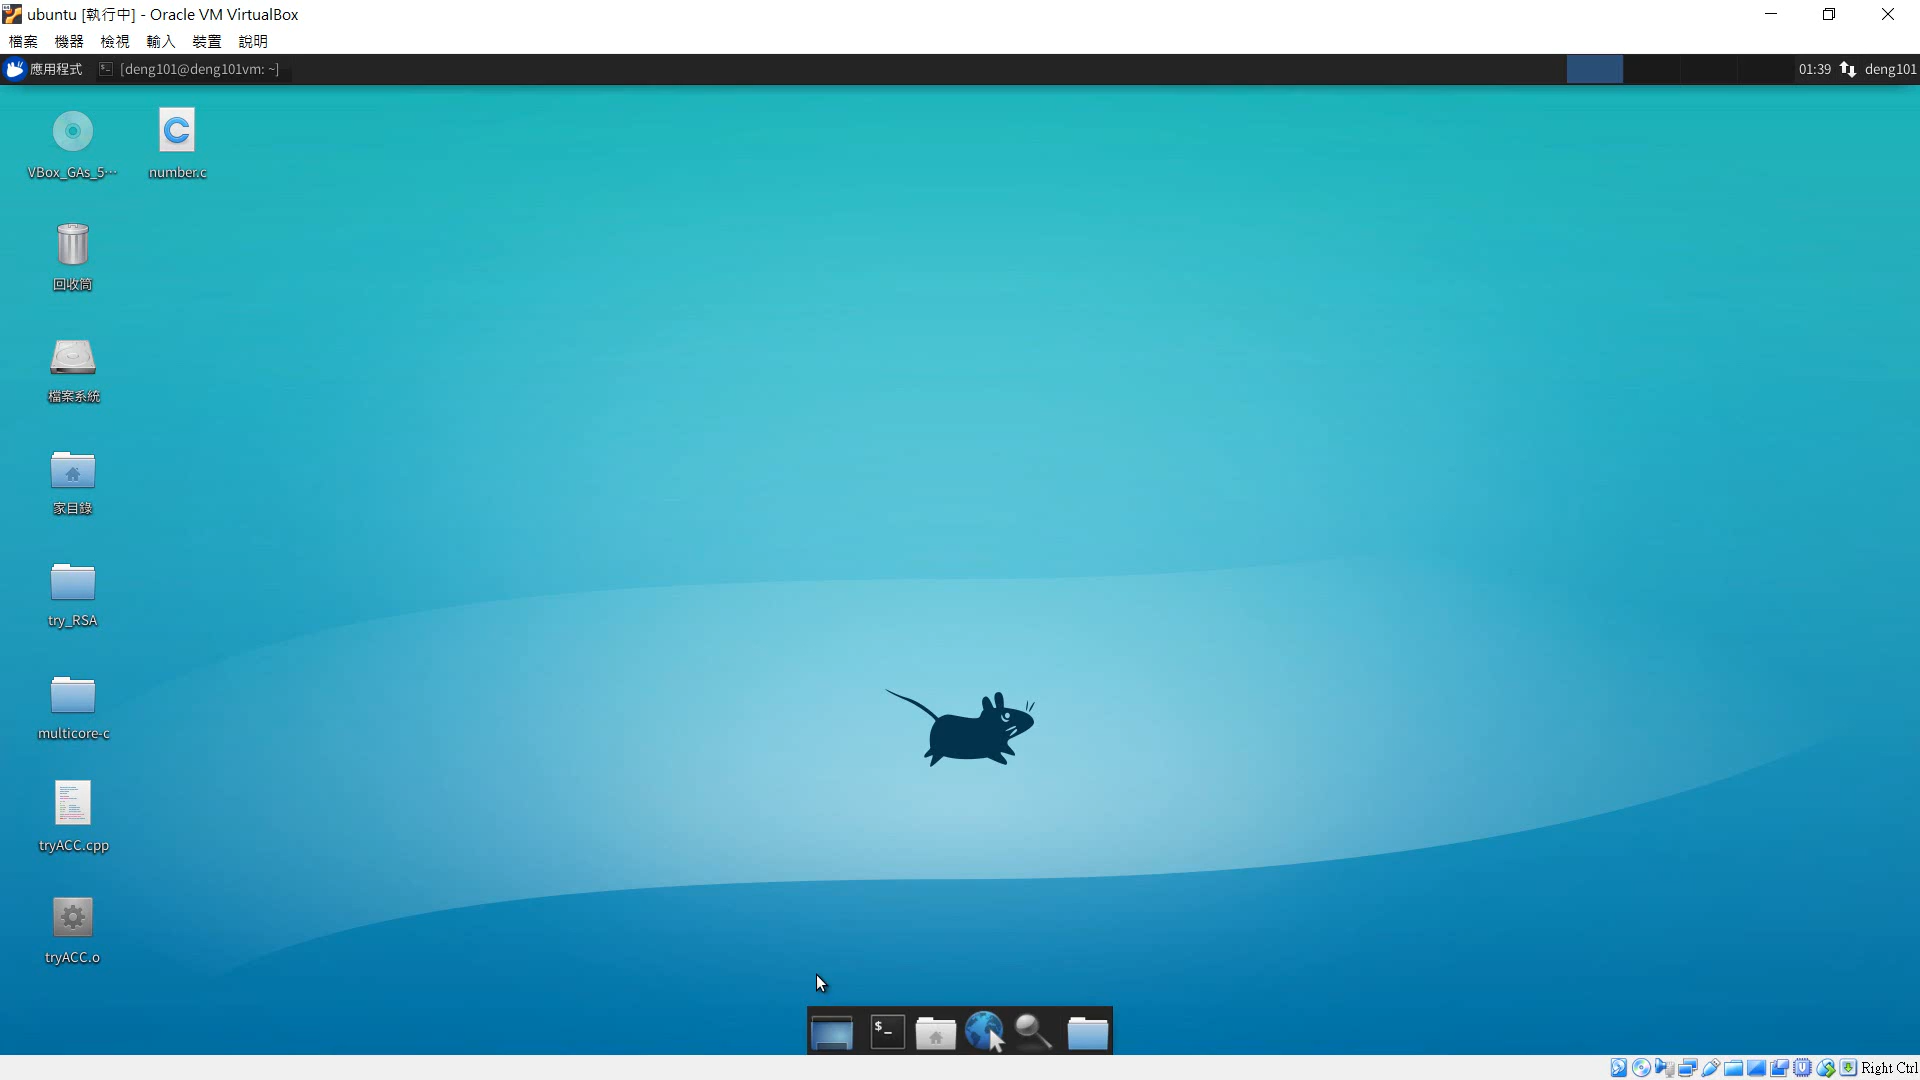 ubuntu [執行中] - Oracle VM VirtualBox
檔案 機器 檢視 輸入 裝置 說明
應用程式 [deng101@deng101vm: ~] 01:39 deng101
VBox_GAs_5… number.c
回收筒
檔案系統
家目錄
try_RSA
multicore-c
tryACC.cpp
tryACC.o
$_
Right Ctrl